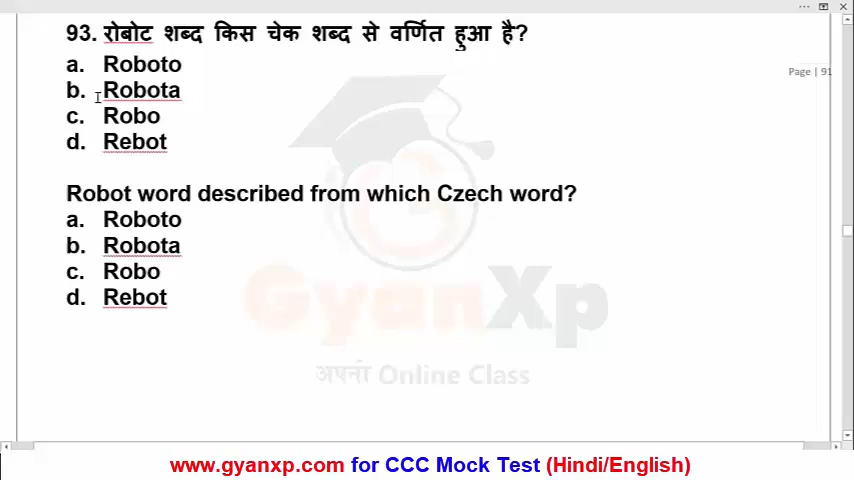 93. रोबोट शब्द किस चेक शब्द से वर्णित हुआ है?
a. Roboto
Page | 91
b. Robota
c. Robo
d. Rebot
Robot word described from which Czech word?
a. Roboto
b. Robota
c. Robo
d. Rebot
GyanXp
अपनी Online Class
www.gyanxp.com for CCC Mock Test (Hindi/English)